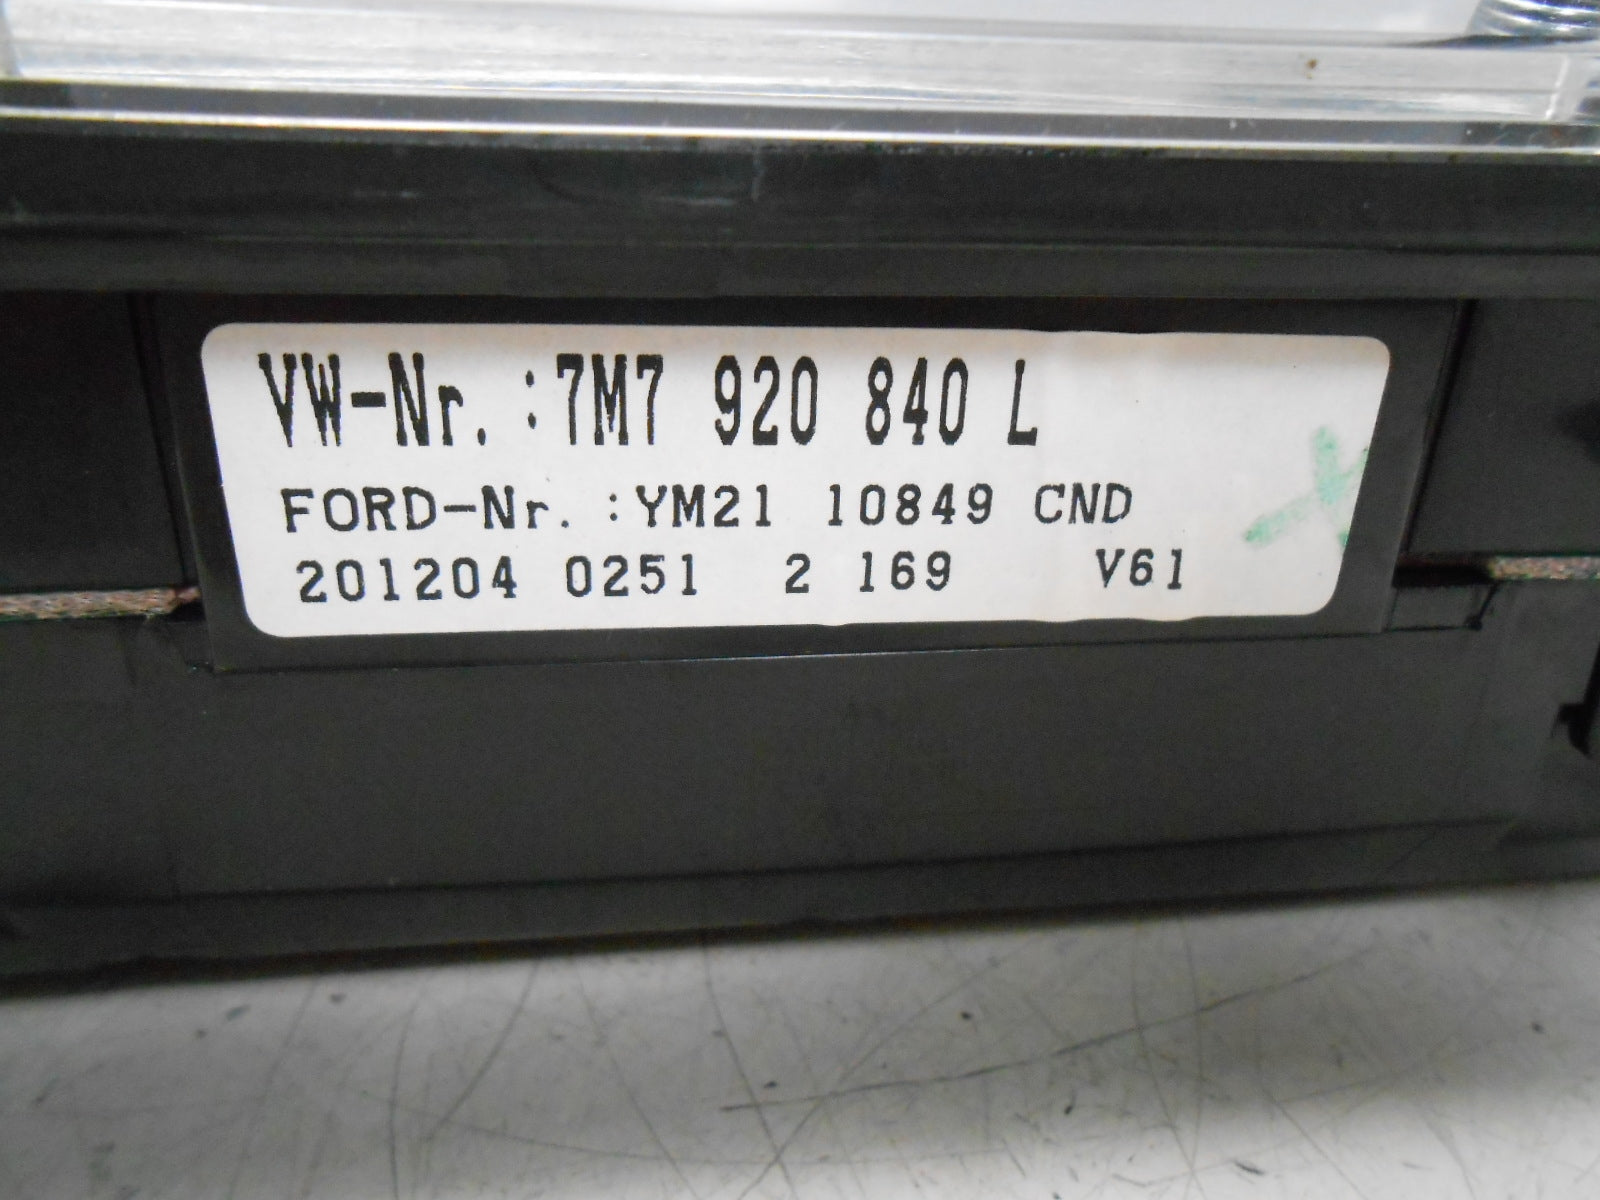 VW-Nr. :7M7 920 840 L
FORD-Nr. :YM21 10849 CND
201204 0251 2 169 V61